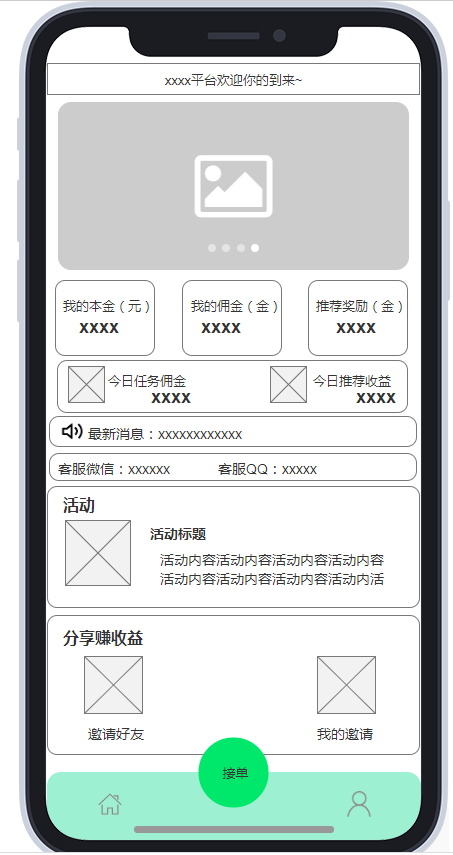 xxxx平台欢迎你的到来~
我的本金（元） 我的佣金（金） 推荐奖励（金）
xxxx xxxx xxxx
今日任务佣金 今日推荐收益
xxxx xxxx
最新消息：xxxxxxxxxxxx
客服微信：xxxxxx 客服QQ：xxxxx
活动
活动标题
活动内容活动内容活动内容活动内容
活动内容活动内容活动内容活动内活
分享赚收益
邀请好友 我的邀请
接单